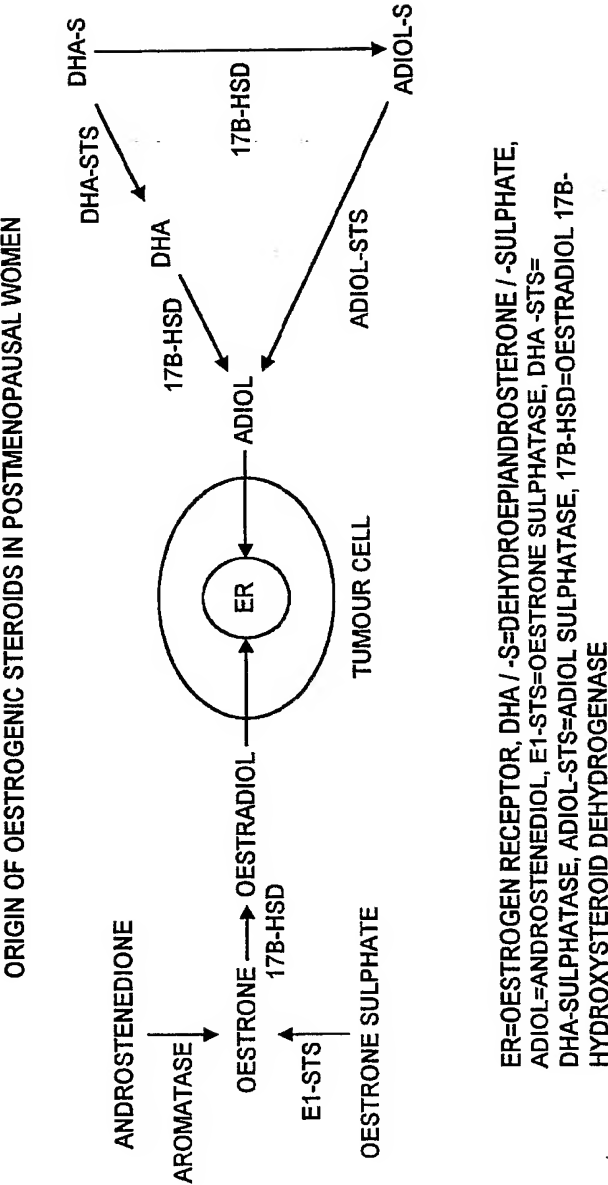 ORIGIN OF OESTROGENIC STEROIDS IN POSTMENOPAUSAL WOMEN
ANDROSTENEDIONE
AROMATASE
OESTRONE
17B-HSD
OESTRADIOL
E1-STS
OESTRONE SULPHATE
ER
TUMOUR CELL
ADIOL
17B-HSD
DHA
DHA-STS
DHA-S
17B-HSD
ADIOL-STS
ADIOL-S
ER=OESTROGEN RECEPTOR, DHA / -S=DEHYDROEPIANDROSTERONE / -SULPHATE,
ADIOL=ANDROSTENEDIOL, E1-STS=OESTRONE SULPHATASE, DHA -STS=
DHA-SULPHATASE, ADIOL-STS=ADIOL SULPHATASE, 17B-HSD=OESTRADIOL 17B-
HYDROXYSTEROID DEHYDROGENASE